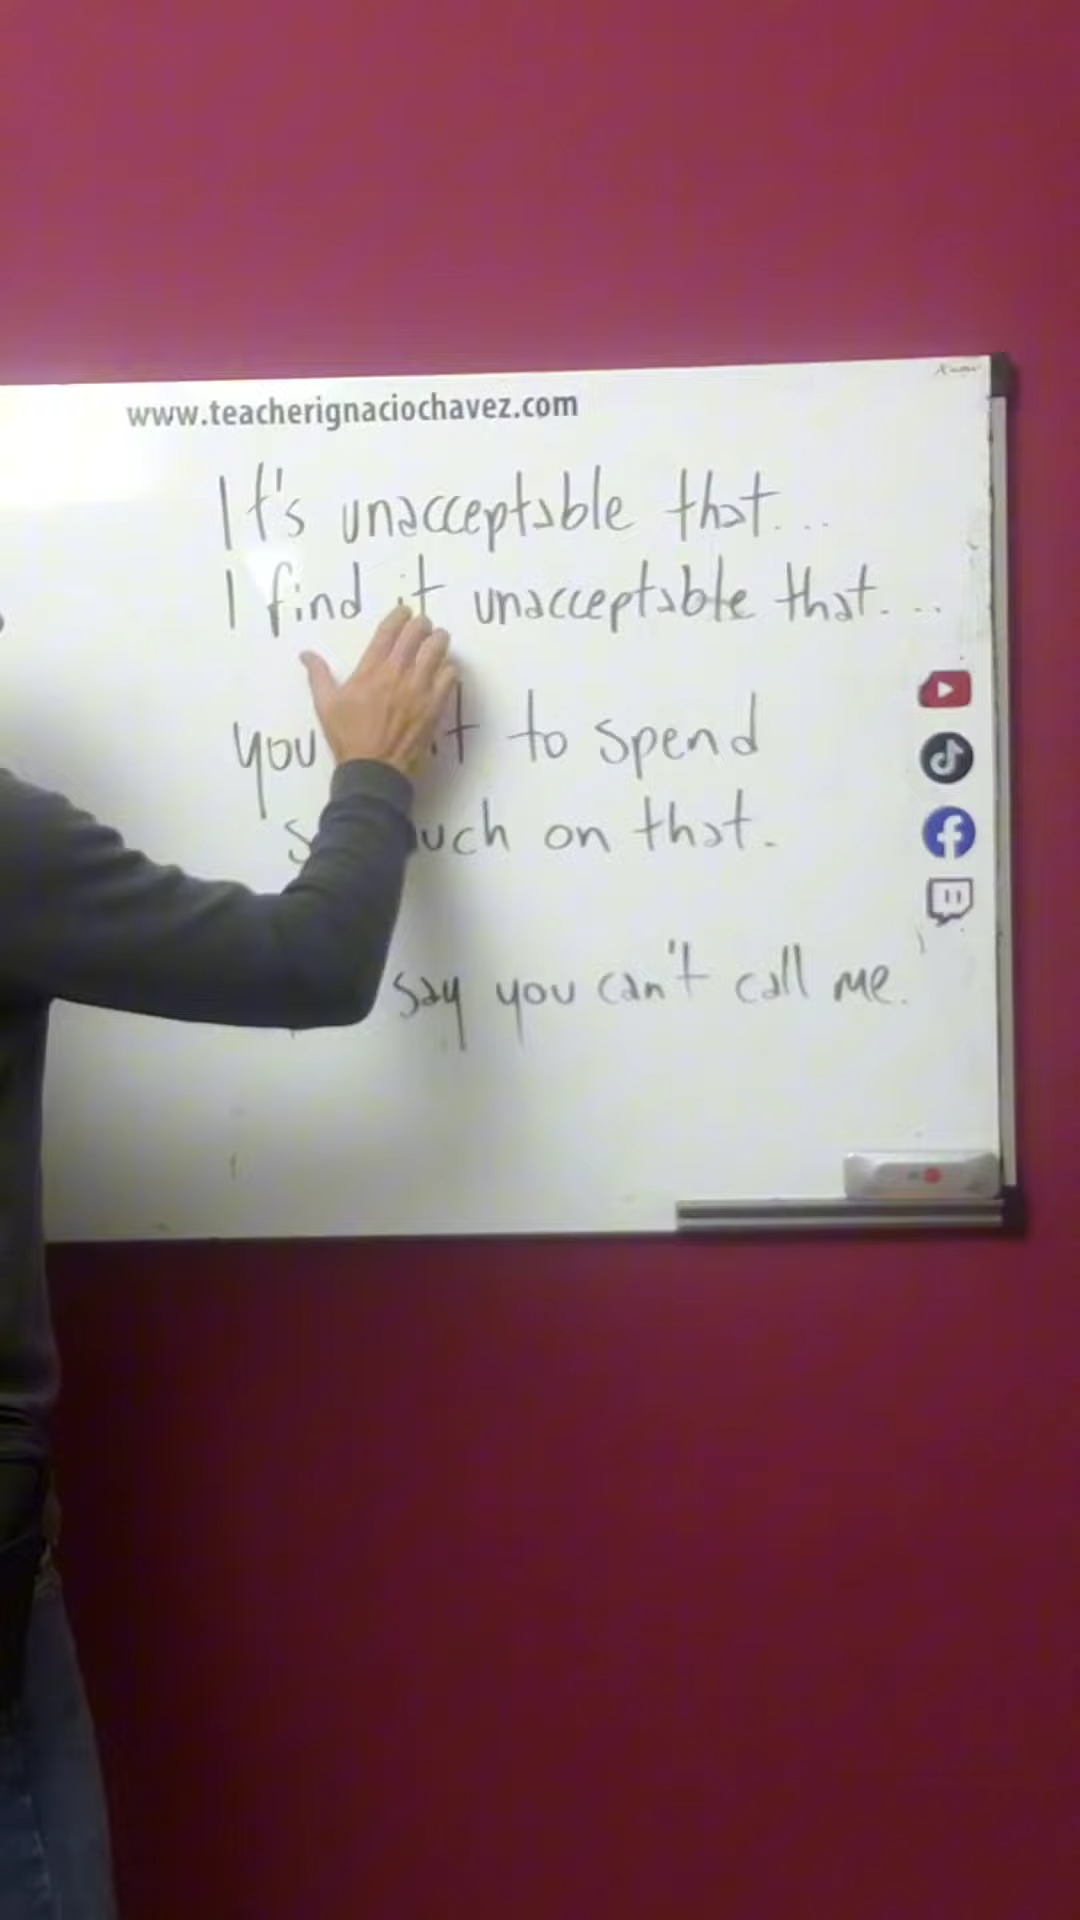 www.teacherignaciochavez.com
It's unacceptable that...
I find it unacceptable that...
you to spend
on that.
say you can't call me.